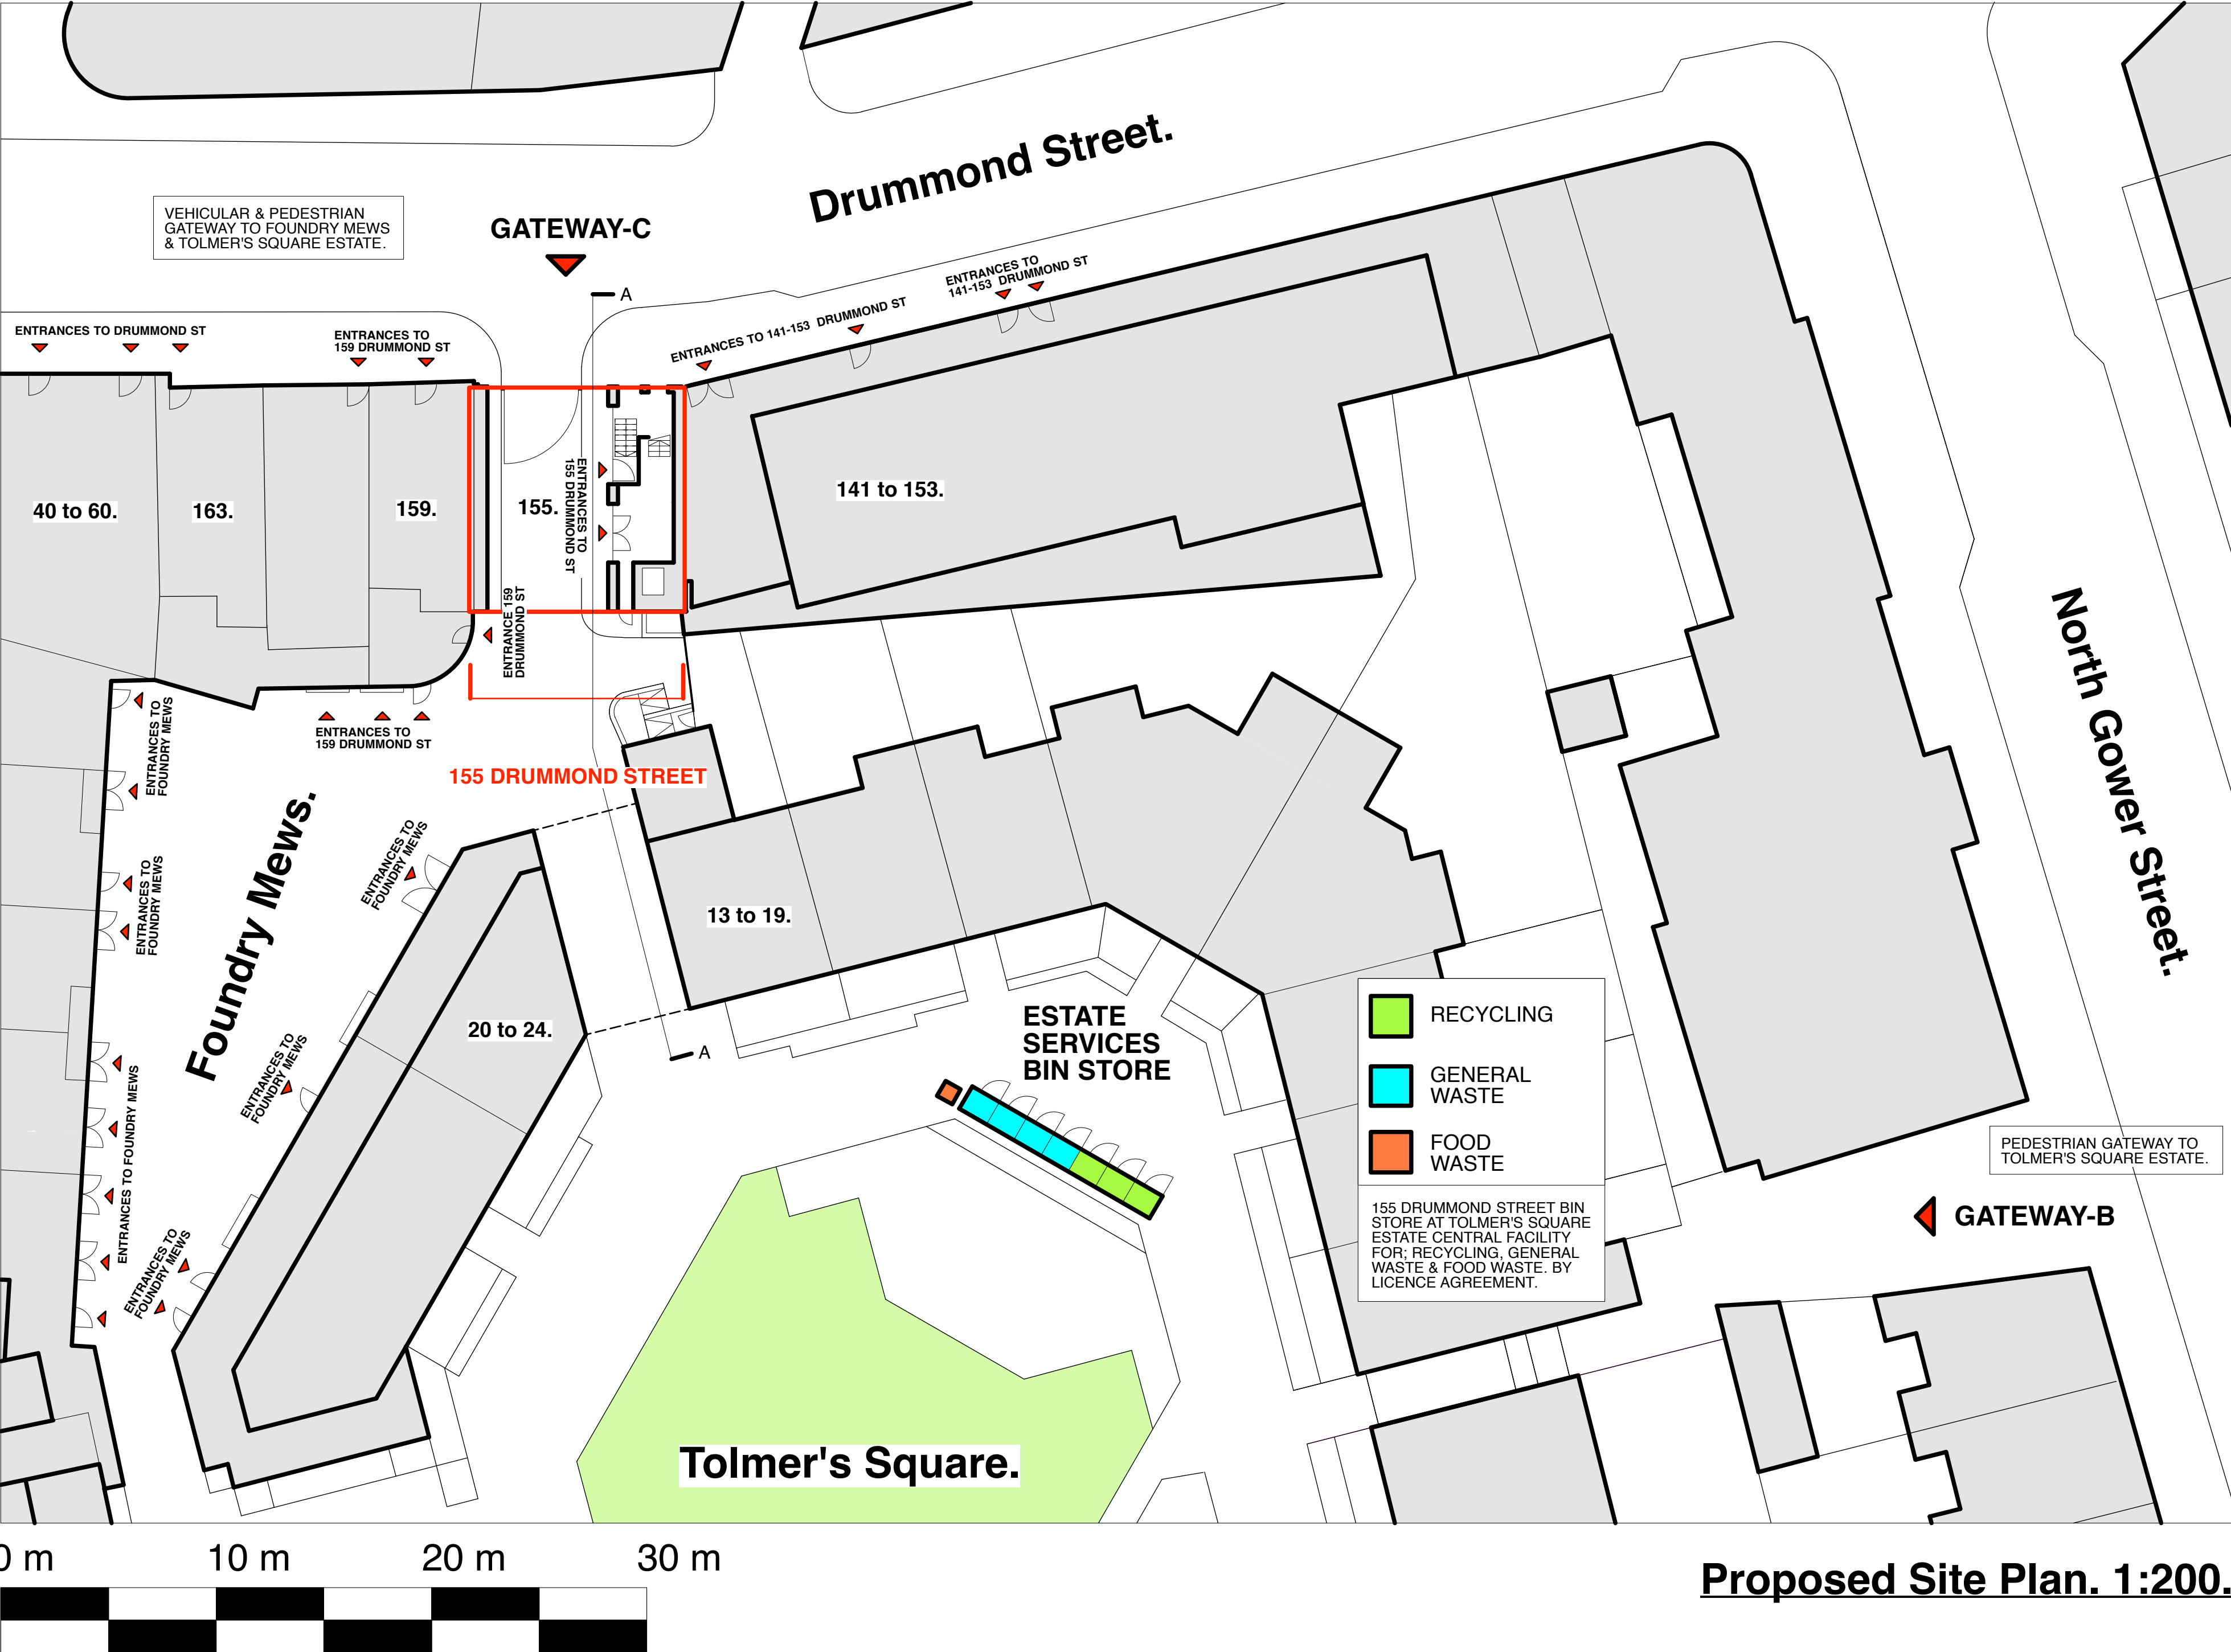 Drummond Street.
VEHICULAR & PEDESTRIAN
GATEWAY TO FOUNDRY MEWS
& TOLMER'S SQUARE ESTATE.
GATEWAY-C
A
ENTRANCES TO
141-153 DRUMMOND ST
ENTRANCES TO 141-153 DRUMMOND ST
ENTRANCES TO DRUMMOND ST
ENTRANCES TO
159 DRUMMOND ST
40 to 60.
163.
159.
155.
ENTRANCES TO
155 DRUMMOND ST
141 to 153.
ENTRANCE 159
DRUMMOND ST
ENTRANCES TO
FOUNDRY MEWS
ENTRANCES TO
159 DRUMMOND ST
155 DRUMMOND STREET
North Gower Street.
Foundry Mews.
ENTRANCES TO
FOUNDRY MEWS
ENTRANCES TO
FOUNDRY MEWS
13 to 19.
20 to 24.
A
ENTRANCES TO
FOUNDRY MEWS
ENTRANCES TO FOUNDRY MEWS
ENTRANCES TO
FOUNDRY MEWS
ESTATE
SERVICES
BIN STORE
RECYCLING
GENERAL
WASTE
FOOD
WASTE
155 DRUMMOND STREET BIN
STORE AT TOLMER'S SQUARE
ESTATE CENTRAL FACILITY
FOR; RECYCLING, GENERAL
WASTE & FOOD WASTE. BY
LICENCE AGREEMENT.
PEDESTRIAN GATEWAY TO
TOLMER'S SQUARE ESTATE.
GATEWAY-B
Tolmer's Square.
0 m
10 m
20 m
30 m
Proposed Site Plan. 1:200.